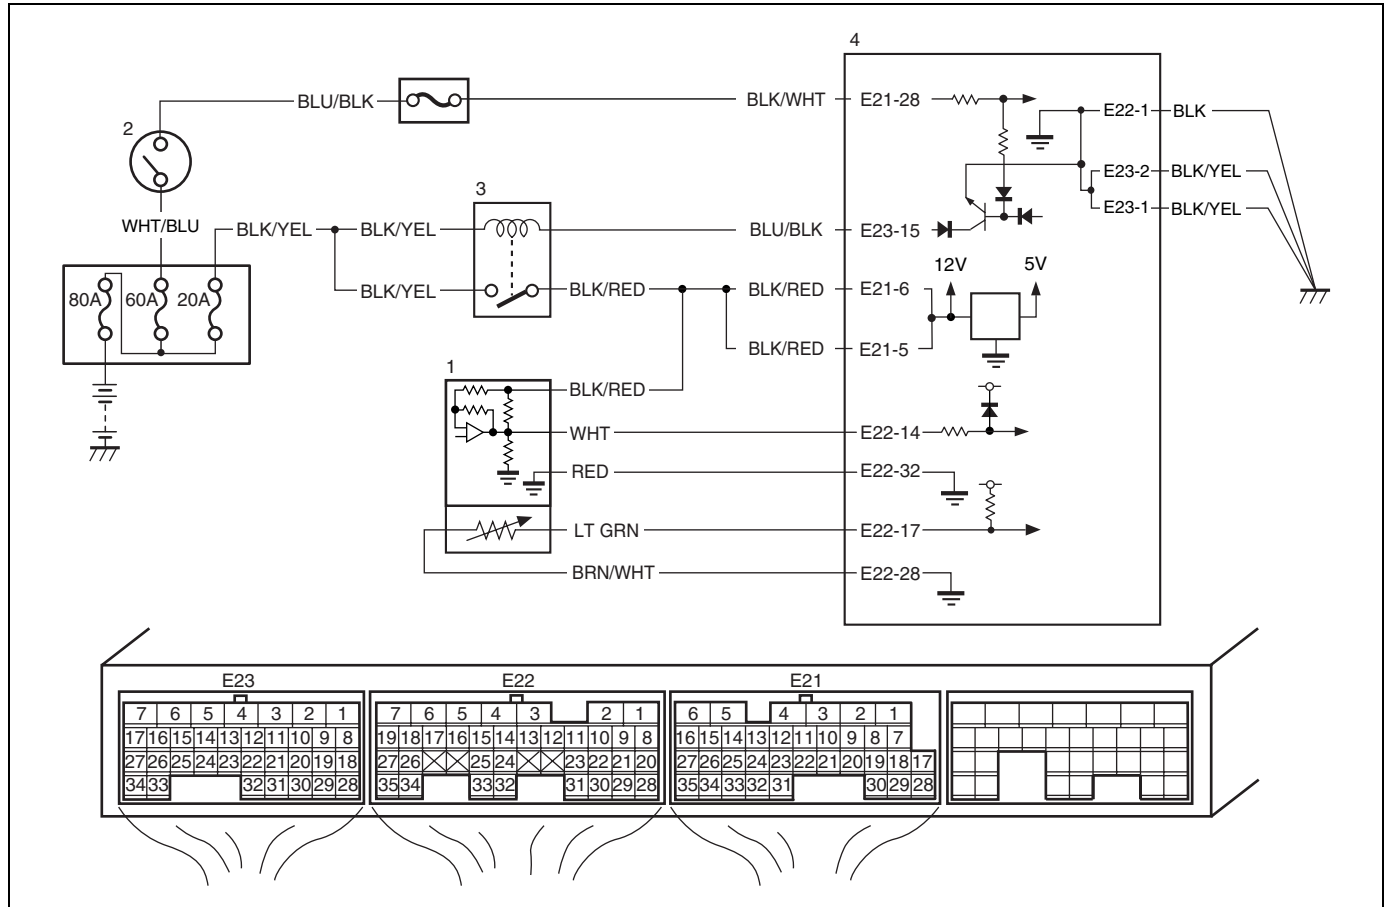 4
BLU/BLK
BLK/WHT
E21-28
E22-1
BLK
2
E23-2
BLK/YEL
3
E23-1
BLK/YEL
WHT/BLU
BLK/YEL
BLK/YEL
BLU/BLK
E23-15
12V
5V
80A
60A
20A
BLK/YEL
BLK/RED
BLK/RED
E21-6
BLK/RED
E21-5
1
BLK/RED
WHT
E22-14
RED
E22-32
LT GRN
E22-17
BRN/WHT
E22-28
E23
E22
E21
7 6 5 4 3 2 1
7 6 5 4 3 2 1
6 5 4 3 2 1
17 16 15 14 13 12 11 10 9 8
19 18 17 16 15 14 13 12 11 10 9 8
16 15 14 13 12 11 10 9 8 7
27 26 25 24 23 22 21 20 19 18
27 26 25 24 23 22 21 20
27 26 25 24 23 22 21 20 19 18 17
34 33 32 31 30 29 28
35 34 33 32 31 30 29 28
35 34 33 32 31 30 29 28